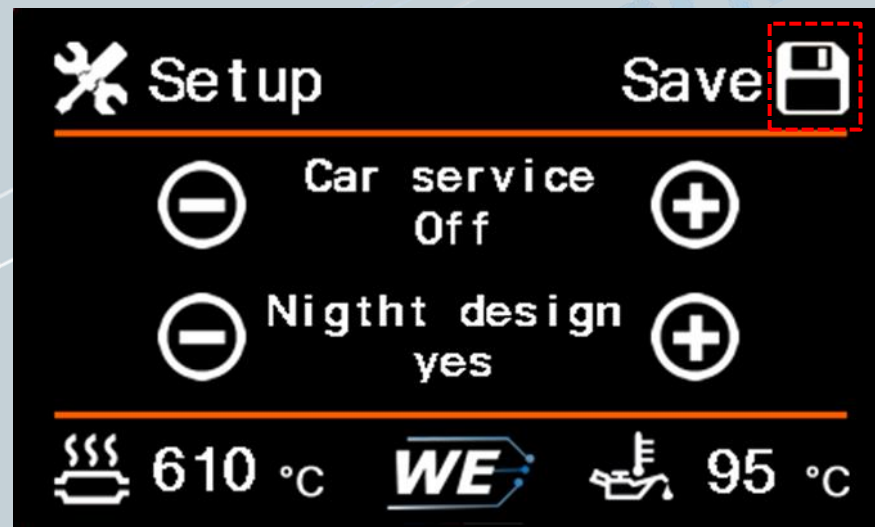 Setup
Save
Car service
Off
Nigtht design
yes
610 °C
WE
95 °C